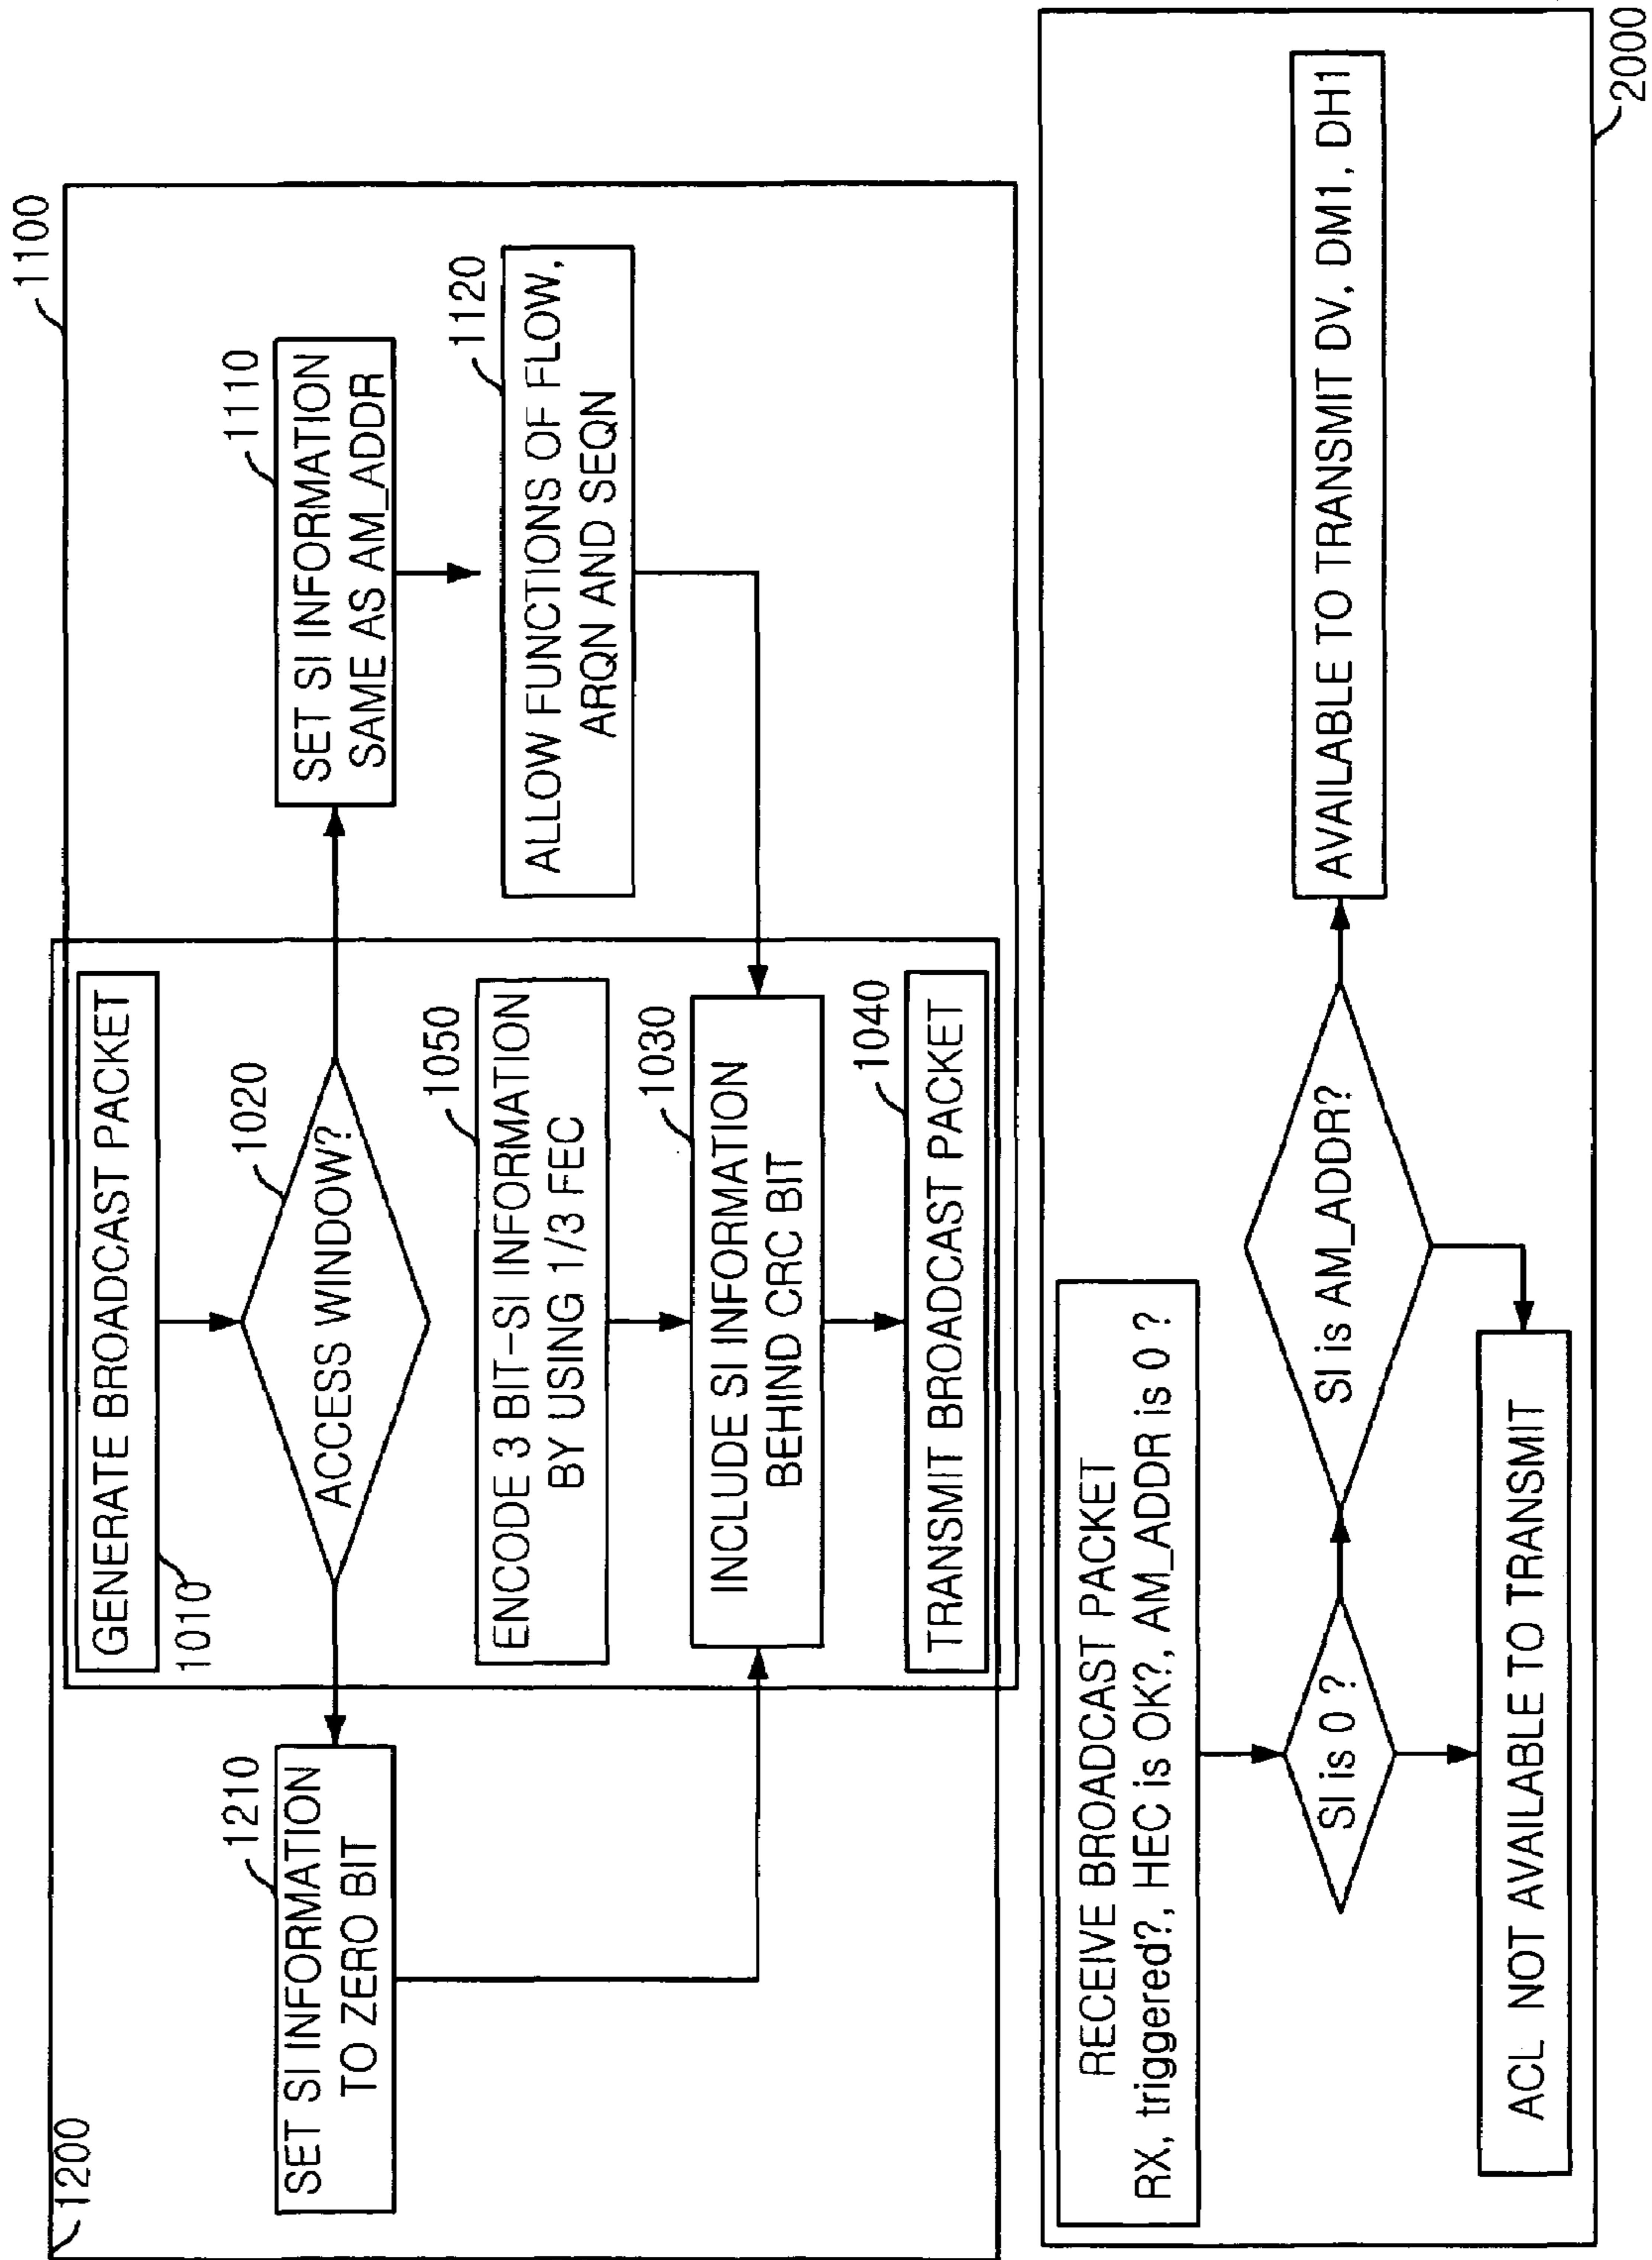 1200
1100
GENERATE BROADCAST PACKET
1010
1020
ACCESS WINDOW?
1210
SET SI INFORMATION
TO ZERO BIT
1110
SET SI INFORMATION
SAME AS AM_ADDR
1050
ENCODE 3 BIT-SI INFORMATION
BY USING 1/3 FEC
1120
ALLOW FUNCTIONS OF FLOW,
ARQN AND SEQN
1030
INCLUDE SI INFORMATION
BEHIND CRC BIT
1040
TRANSMIT BROADCAST PACKET
RECEIVE BROADCAST PACKET
RX, triggered?, HEC is OK?, AM_ADDR is 0 ?
SI is 0 ?
SI is AM_ADDR?
AVAILABLE TO TRANSMIT DV, DM1, DH1
ACL NOT AVAILABLE TO TRANSMIT
2000